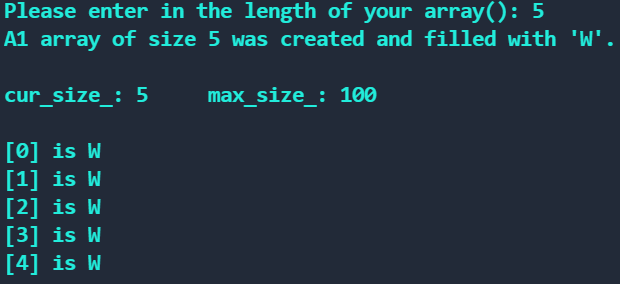 Please enter in the length of your array(): 5
A1 array of size 5 was created and filled with 'W'.
cur_size_: 5     max_size_: 100
[0] is W
[1] is W
[2] is W
[3] is W
[4] is W